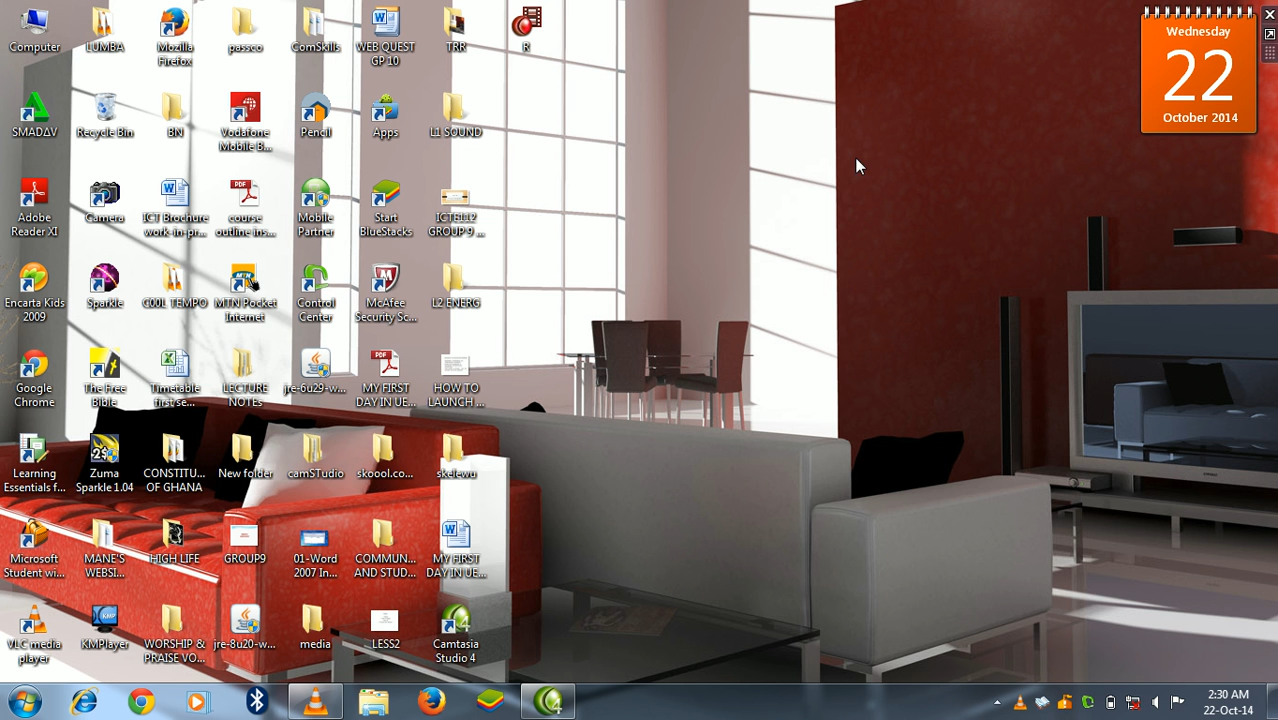 Computer
LUMBA
Mozilla
Firefox
passco
ComSkills
WEB QUEST
GP 10
TRR
R
Wednesday
22
October 2014
SMADΔV
Recycle Bin
BN
Vodafone
Mobile B...
Pencil
Apps
L1 SOUND
Adobe
Reader XI
Camera
ICT Brochure
work-in-pr...
course
outline ins...
Mobile
Partner
Start
BlueStacks
ICTE112
GROUP 9 ...
Encarta Kids
2009
Sparkle
C00L TEMPO
MTN Pocket
Internet
Control
Center
McAfee
Security Sc...
L2 ENERG
Google
Chrome
The Free
Bible
Timetable
first se...
LECTURE
NOTEs
jre-6u29-w...
MY FIRST
DAY IN UE...
HOW TO
LAUNCH ...
Learning
Essentials f...
Zuma
Sparkle 1.04
CONSTITU...
OF GHANA
New folder
camSTudio
skoool.co...
skelewu
Microsoft
Student wi...
MANE'S
WEBSI...
HIGH LIFE
GROUP9
01-Word
2007 In...
COMMUN...
AND STUD...
MY FIRST
DAY IN UE...
VLC media
player
KMPlayer
WORSHIP &
PRAISE VO...
jre-8u20-w...
media
LESS2
Camtasia
Studio 4
2:30 AM
22-Oct-14